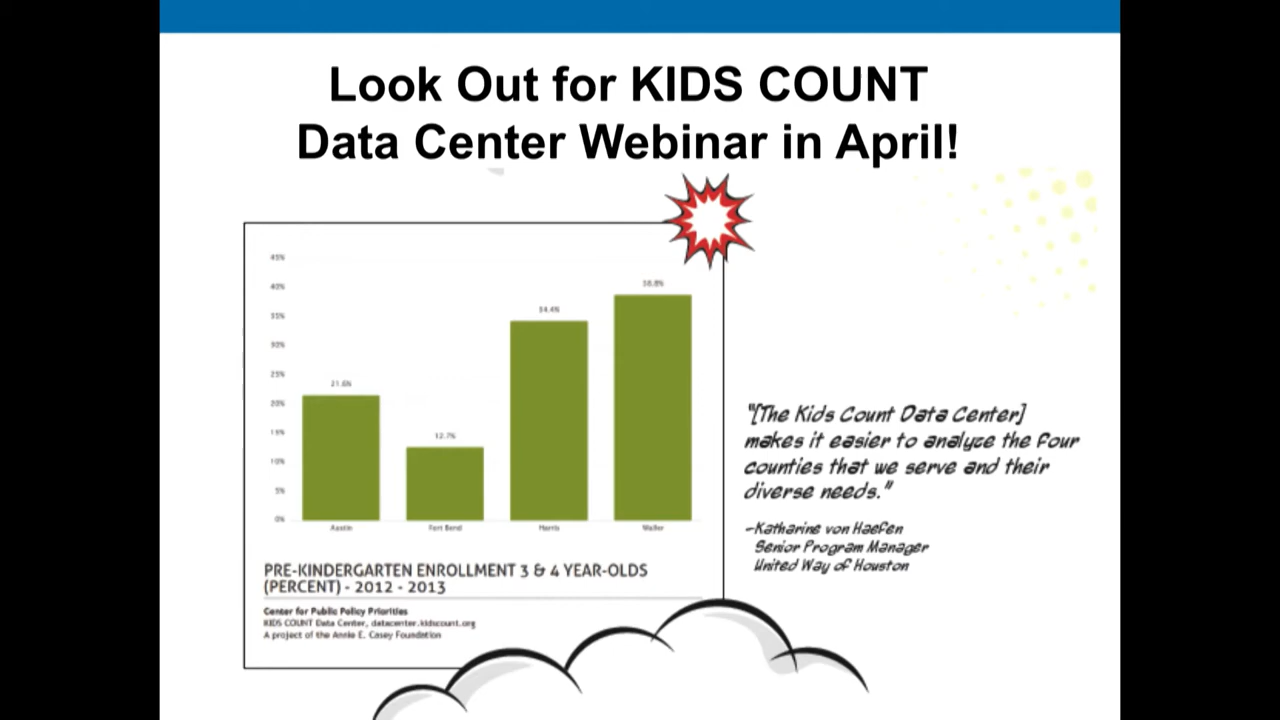 Look Out for KIDS COUNT
Data Center Webinar in April!
45%
40%
35%
30%
25%
20%
15%
10%
5%
0%
21.6%
12.7%
34.4%
38.8%
Austin
Fort Bend
Harris
Waller
PRE-KINDERGARTEN ENROLLMENT 3 & 4 YEAR-OLDS
(PERCENT) - 2012 - 2013
Center for Public Policy Priorities
KIDS COUNT Data Center, datacenter.kidscount.org
A project of the Annie E. Casey Foundation
"[The Kids Count Data Center]
makes it easier to analyze the four
counties that we serve and their
diverse needs."
–Katharine von Haefen
Senior Program Manager
United Way of Houston